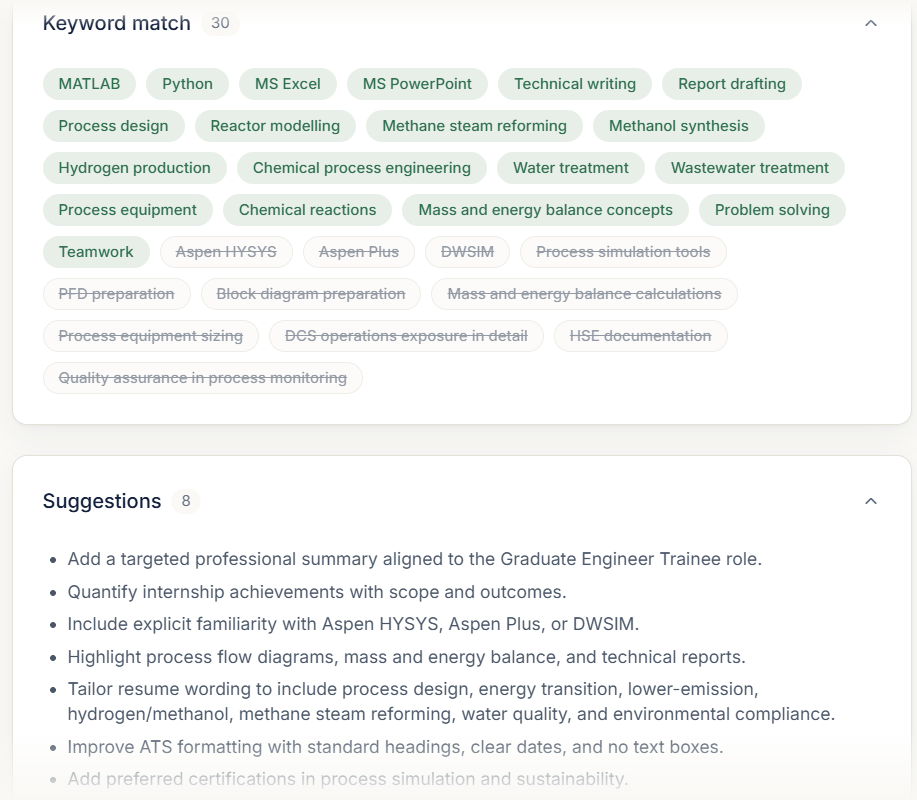 Keyword match 30
MATLAB Python MS Excel MS PowerPoint Technical writing Report drafting
Process design Reactor modelling Methane steam reforming Methanol synthesis
Hydrogen production Chemical process engineering Water treatment Wastewater treatment
Process equipment Chemical reactions Mass and energy balance concepts Problem solving
Teamwork Aspen HYSYS Aspen Plus DWSIM Process simulation tools
PFD preparation Block diagram preparation Mass and energy balance calculations
Process equipment sizing DCS operations exposure in detail HSE documentation
Quality assurance in process monitoring
Suggestions 8
• Add a targeted professional summary aligned to the Graduate Engineer Trainee role.
• Quantify internship achievements with scope and outcomes.
• Include explicit familiarity with Aspen HYSYS, Aspen Plus, or DWSIM.
• Highlight process flow diagrams, mass and energy balance, and technical reports.
• Tailor resume wording to include process design, energy transition, lower-emission,
hydrogen/methanol, methane steam reforming, water quality, and environmental compliance.
• Improve ATS formatting with standard headings, clear dates, and no text boxes.
• Add preferred certifications in process simulation and sustainability.